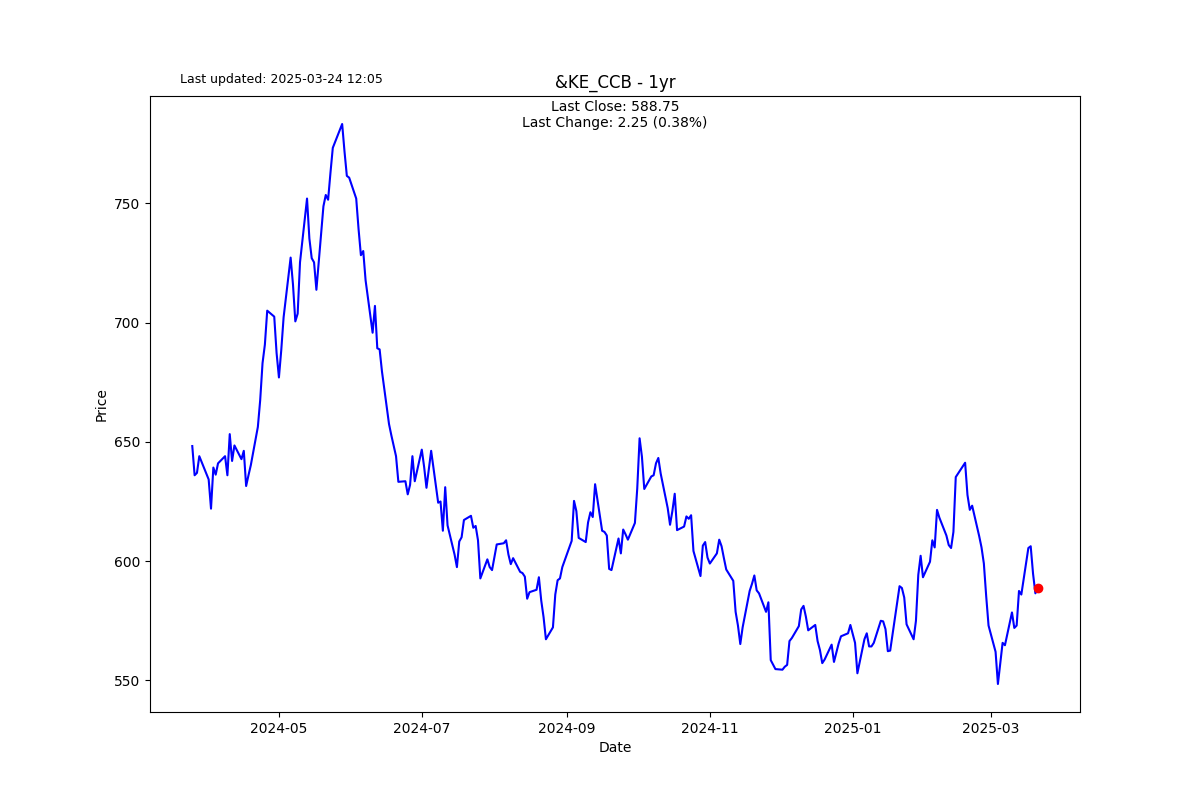 Last updated: 2025-03-24 12:05
&KE_CCB - 1yr
Last Close: 588.75
Last Change: 2.25 (0.38%)
Price
750
700
650
600
550
2024-05
2024-07
2024-09
2024-11
2025-01
2025-03
Date